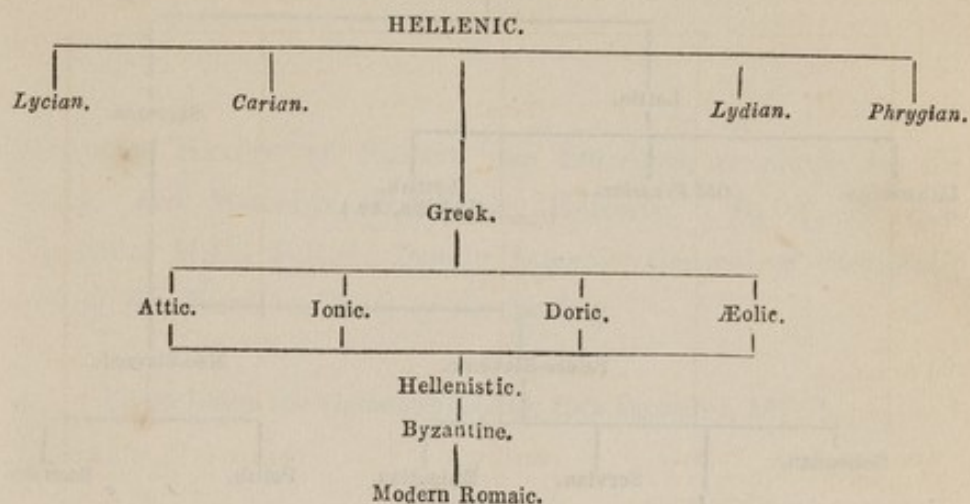 HELLENIC.
Lycian. Carian. Lydian. Phrygian.
Greek.
Attic. Ionic. Doric. Æolic.
Hellenistic.
Byzantine.
Modern Romaic.